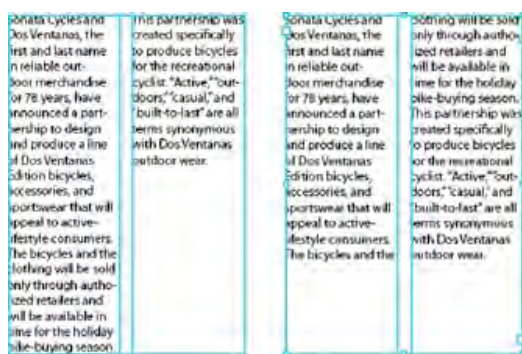 Sonata Cycles and
Dos Ventanas, the
first and last name
in reliable out-
door merchandise
for 78 years, have
announced a part-
nership to design
and produce a line
of Dos Ventanas
Edition bicycles,
accessories, and
sportswear that will
appeal to active-
lifestyle consumers.
The bicycles and the
clothing will be sold
only through autho-
rized retailers and
will be available in
time for the holiday
bike-buying season.
This partnership was
created specifically
to produce bicycles
for the recreational
cyclist. "Active," "out-
doors," "casual," and
"built-to-last" are all
terms synonymous
with Dos Ventanas
outdoor wear.
Sonata Cycles and
Dos Ventanas, the
first and last name
in reliable out-
door merchandise
for 78 years, have
announced a part-
nership to design
and produce a line
of Dos Ventanas
Edition bicycles,
accessories, and
sportswear that will
appeal to active-
lifestyle consumers.
The bicycles and the
clothing will be sold
only through autho-
rized retailers and
will be available in
time for the holiday
bike-buying season.
This partnership was
created specifically
to produce bicycles
for the recreational
cyclist. "Active," "out-
doors," "casual," and
"built-to-last" are all
terms synonymous
with Dos Ventanas
outdoor wear.